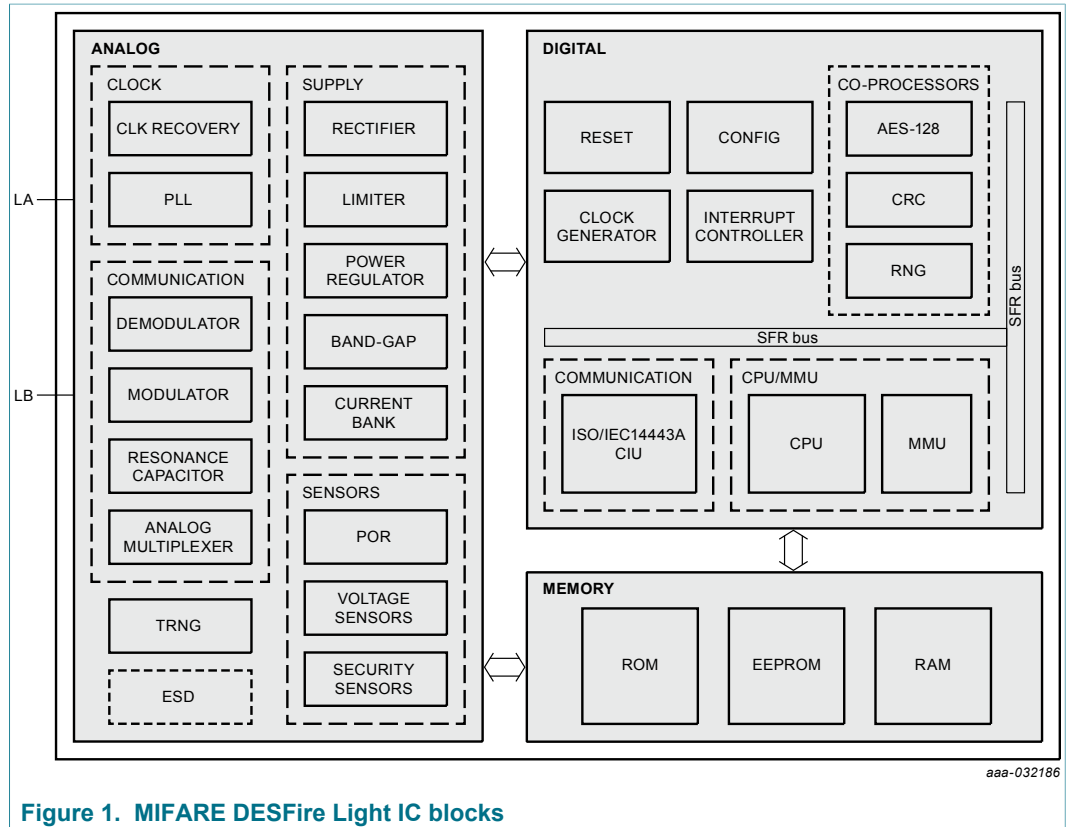 ANALOG
CLOCK
CLK RECOVERY
PLL
LA
COMMUNICATION
DEMODULATOR
MODULATOR
LB
RESONANCE
CAPACITOR
ANALOG
MULTIPLEXER
TRNG
ESD
SUPPLY
RECTIFIER
LIMITER
POWER
REGULATOR
BAND-GAP
CURRENT
BANK
SENSORS
POR
VOLTAGE
SENSORS
SECURITY
SENSORS
DIGITAL
RESET
CONFIG
CLOCK
GENERATOR
INTERRUPT
CONTROLLER
CO-PROCESSORS
AES-128
CRC
RNG
SFR bus
SFR bus
COMMUNICATION
ISO/IEC14443A
CIU
CPU/MMU
CPU
MMU
MEMORY
ROM
EEPROM
RAM
aaa-032186
Figure 1. MIFARE DESFire Light IC blocks